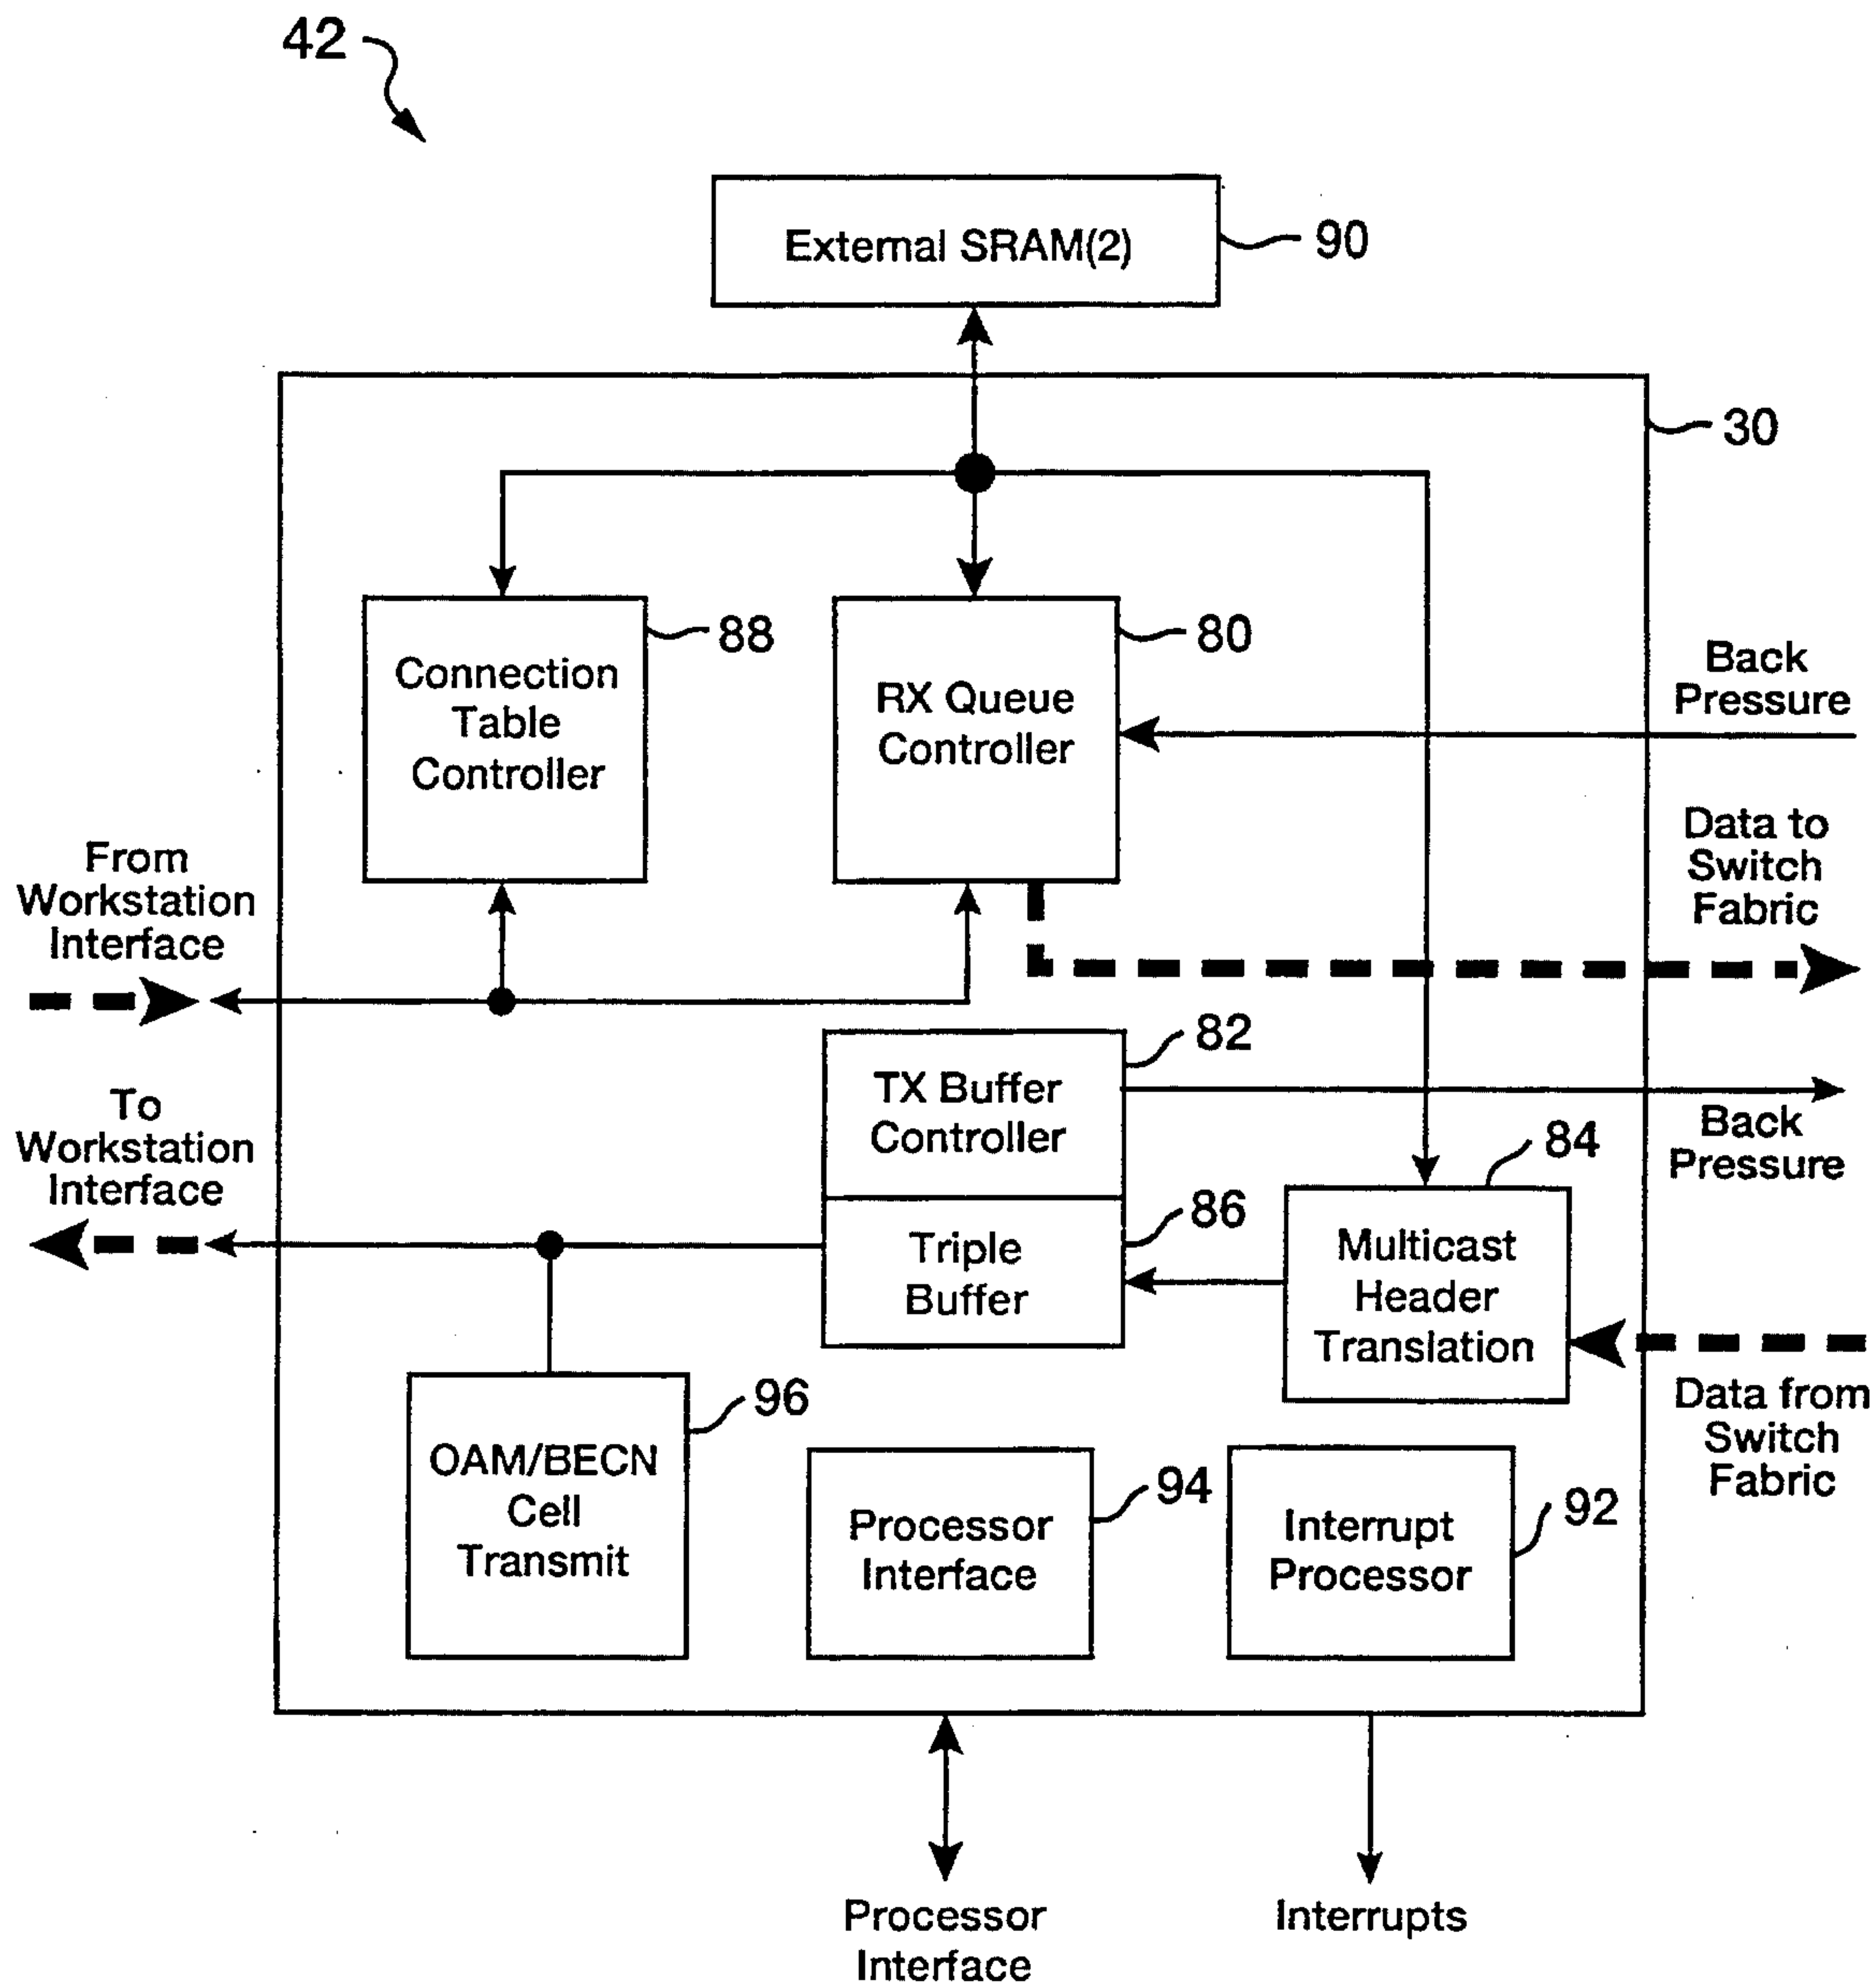 42
External SRAM(2)
90
30
88
Connection
Table
Controller
80
RX Queue
Controller
Back
Pressure
From
Workstation
Interface
Data to
Switch
Fabric
82
TX Buffer
Controller
To
Workstation
Interface
Back
Pressure
84
86
Triple
Buffer
Multicast
Header
Translation
96
OAM/BECN
Cell
Transmit
94
Processor
Interface
92
Interrupt
Processor
Data from
Switch
Fabric
Processor
Interface
Interrupts